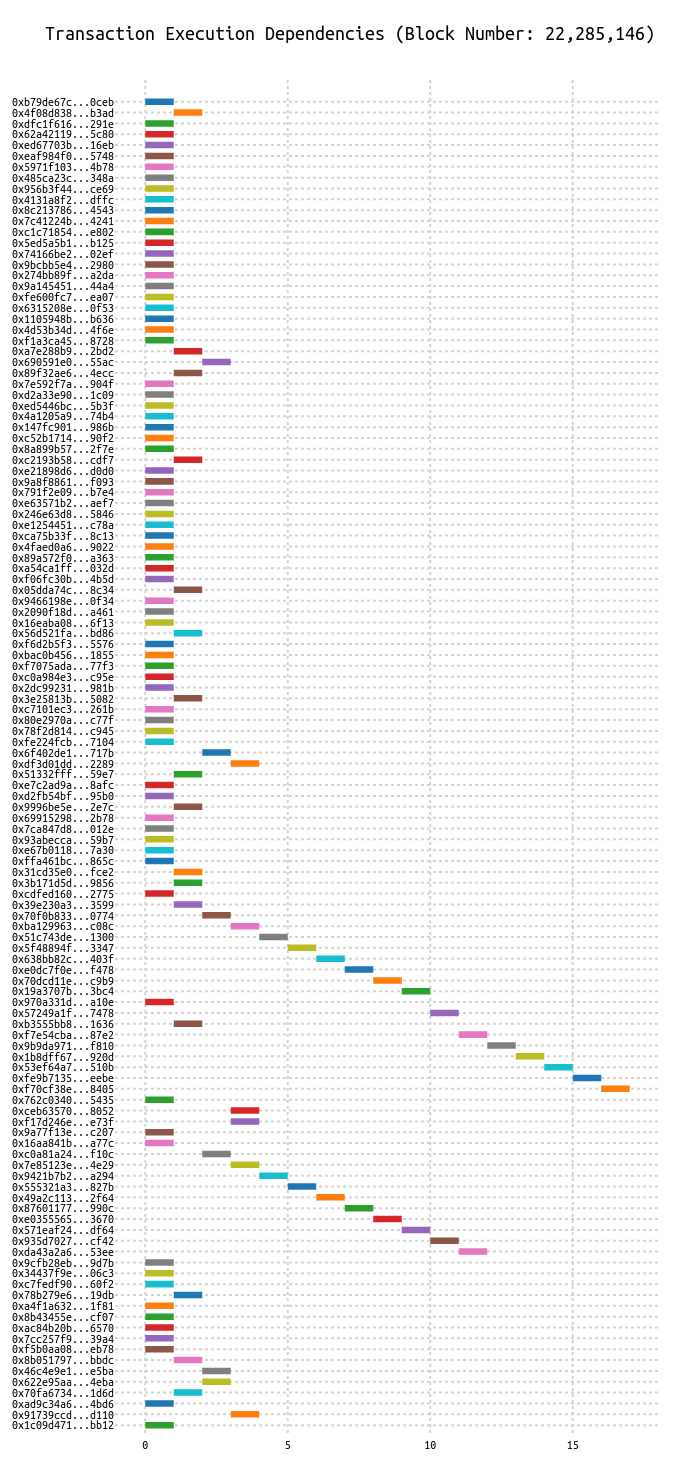 Transaction Execution Dependencies (Block Number: 22,285,146)
0xb79de67c...0ceb
0x4f08d838...b3ad
0xdfc1f616...291e
0x62a42119...5c80
0xed67703b...16eb
0xeaf984f0...5748
0x5971f103...4b78
0x485ca23c...348a
0x956b3f44...ce69
0x4131a8f2...dffc
0x8c213786...4543
0x7c41224b...4241
0xc1c71854...e802
0x5ed5a5b1...b125
0x74166be2...02ef
0x9bcbb5e4...2980
0x274bb89f...a2da
0x9a145451...44a4
0xfe600fc7...ea07
0x6315208e...0f53
0x1105948b...b636
0x4d53b34d...4f6e
0xf1a3ca45...8728
0xa7e288b9...2bd2
0x690591e0...55ac
0x89f32ae6...4ecc
0x7e592f7a...904f
0xd2a33e90...1c09
0xed5446bc...5b3f
0x4a1205a9...74b4
0x147fc901...986b
0xc52b1714...90f2
0x8a899b57...2f7e
0xc2193b58...cdf7
0xe21898d6...d0d0
0x9a8f8861...f093
0x791f2e09...b7e4
0xe63571b2...aef7
0x246e63d8...5846
0xe1254451...c78a
0xca75b33f...8c13
0x4faed0a6...9022
0x89a572f0...a363
0xa54ca1ff...032d
0xf06fc30b...4b5d
0x05dda74c...8c34
0x9466198e...0f34
0x2090f18d...a461
0x16eaba08...6f13
0x56d521fa...bd86
0xf6d2b5f3...5576
0xbac0b456...1855
0xf7075ada...77f3
0xc0a984e3...c95e
0x2dc99231...981b
0x3e25813b...5082
0xc7101ec3...261b
0x80e2970a...c77f
0x78f2d814...c945
0xfe224fcb...7104
0x6f402de1...717b
0xdf3d01dd...2289
0x51332fff...59e7
0xe7c2ad9a...8afc
0xd2fb54bf...95b0
0x9996be5e...2e7c
0x69915298...2b78
0x7ca847d8...012e
0x93abecca...59b7
0xe67b0118...7a30
0xffa461bc...865c
0x31cd35e0...fce2
0x3b171d5d...9856
0xcdfed160...2775
0x39e230a3...3599
0x70f0b833...0774
0xba129963...c08c
0x51c743de...1300
0x5f48894f...3347
0x638bb82c...403f
0xe0dc7f0e...f478
0x70dcd11e...c9b9
0x19a3707b...3bc4
0x970a331d...a10e
0x57249a1f...7478
0xb3555bb8...1636
0xf7e54cba...87e2
0x9b9da971...f810
0x1b8dff67...920d
0x53ef64a7...510b
0xfe9b7135...eebe
0xf70cf38e...8405
0x762c0340...5435
0xceb63570...8052
0xf17d246e...e73f
0x9a77f13e...c207
0x16aa841b...a77c
0xc0a81a24...f10c
0x7e85123e...4e29
0x9421b7b2...a294
0x555321a3...827b
0x49a2c113...2f64
0x87601177...990c
0xe0355565...3670
0x571eaf24...df64
0x935d7027...cf42
0xda43a2a6...53ee
0x9cfb28eb...9d7b
0x34437f9e...06c3
0xc7fedf90...60f2
0x78b279e6...19db
0xa4f1a632...1f81
0x8b43455e...cf07
0xac84b20b...6570
0x7cc257f9...39a4
0xf5b0aa08...eb78
0x8b051797...bbdc
0x46c4e9e1...e5ba
0x622e95aa...4eba
0x70fa6734...1d6d
0xad9c34a6...4bd6
0x91739ccd...d110
0x1c09d471...bb12
0 5 10 15